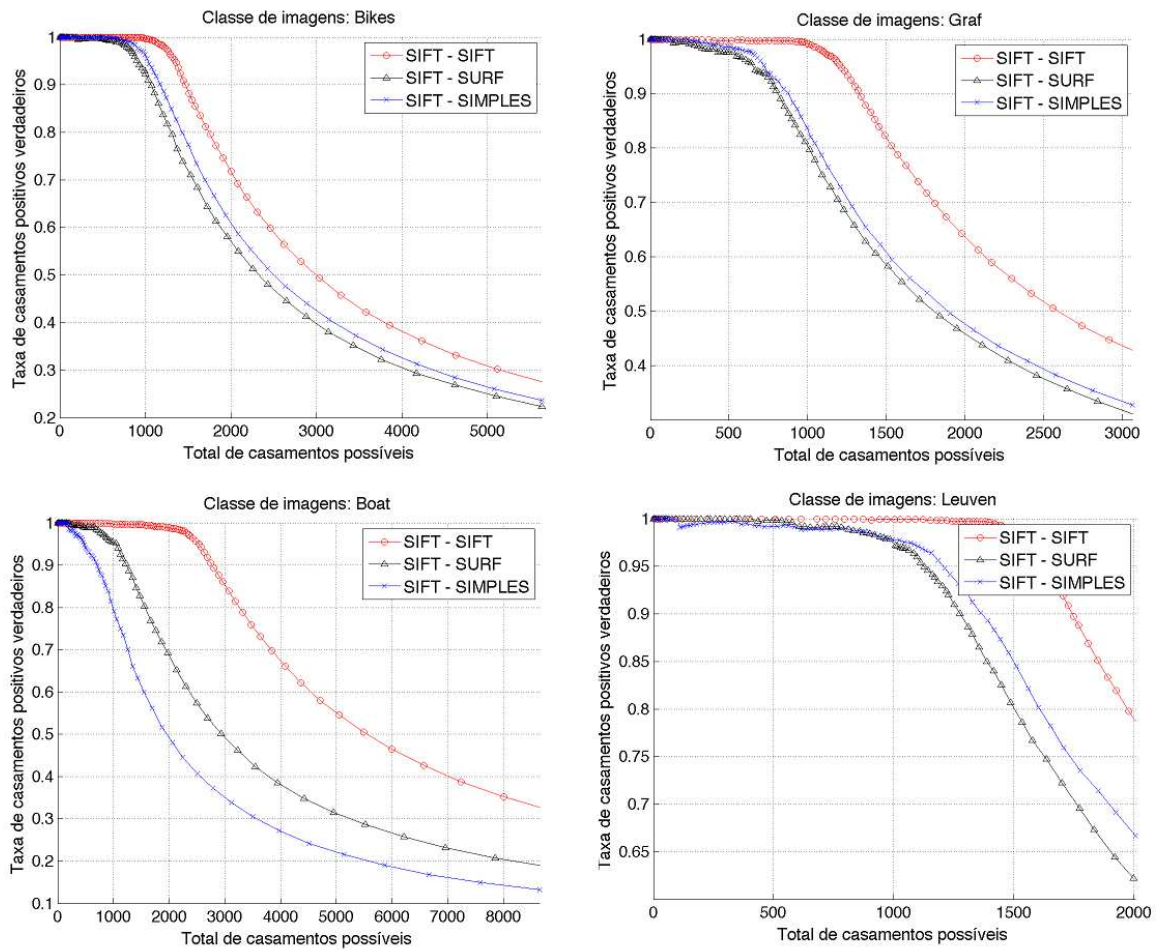 Classe de imagens: Bikes
1
0.9
0.8
0.7
0.6
0.5
0.4
0.3
0.2
Taxa de casamentos positivos verdadeiros
SIFT - SIFT
SIFT - SURF
SIFT - SIMPLES
0 1000 2000 3000 4000 5000
Total de casamentos possíveis
Classe de imagens: Graf
1
0.9
0.8
0.7
0.6
0.5
0.4
Taxa de casamentos positivos verdadeiros
SIFT - SIFT
SIFT - SURF
SIFT - SIMPLES
0 500 1000 1500 2000 2500 3000
Total de casamentos possíveis
Classe de imagens: Boat
1
0.9
0.8
0.7
0.6
0.5
0.4
0.3
0.2
0.1
Taxa de casamentos positivos verdadeiros
SIFT - SIFT
SIFT - SURF
SIFT - SIMPLES
0 1000 2000 3000 4000 5000 6000 7000 8000
Total de casamentos possíveis
Classe de imagens: Leuven
1
0.95
0.9
0.85
0.8
0.75
0.7
0.65
Taxa de casamentos positivos verdadeiros
SIFT - SIFT
SIFT - SURF
SIFT - SIMPLES
0 500 1000 1500 2000
Total de casamentos possíveis